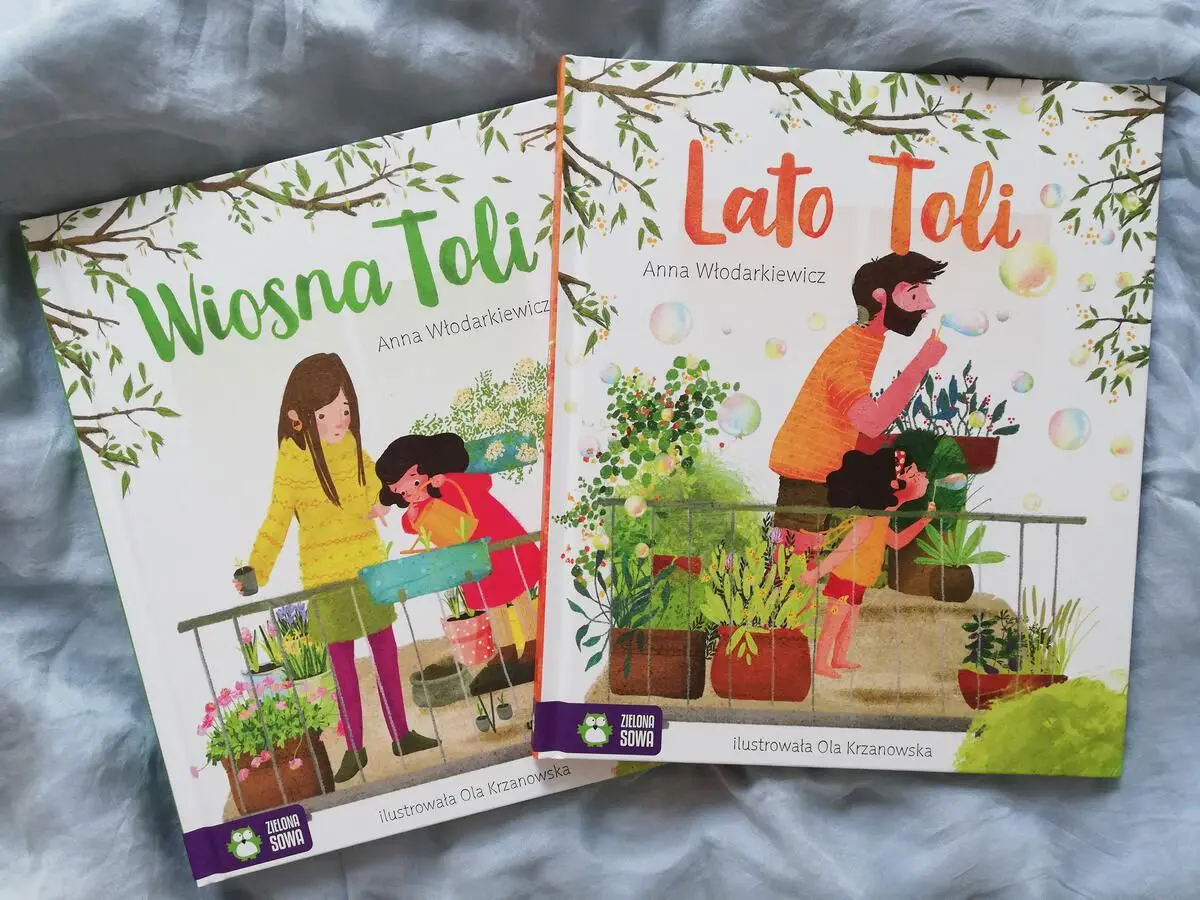 Wiosna Toli
Anna Włodarkiewicz
ilustrowała Ola Krzanowska
ZIELONA
SOWA
Lato Toli
Anna Włodarkiewicz
ilustrowała Ola Krzanowska
ZIELONA
SOWA